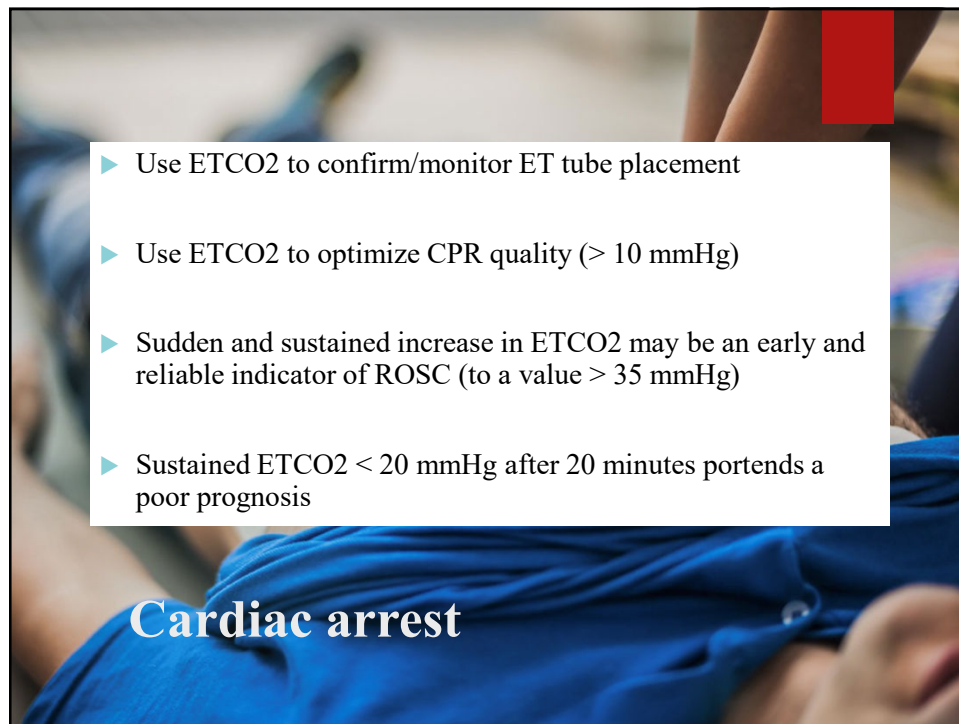 Use ETCO2 to confirm/monitor ET tube placement
Use ETCO2 to optimize CPR quality (> 10 mmHg)
Sudden and sustained increase in ETCO2 may be an early and
reliable indicator of ROSC (to a value > 35 mmHg)
Sustained ETCO2 < 20 mmHg after 20 minutes portends a
poor prognosis
Cardiac arrest